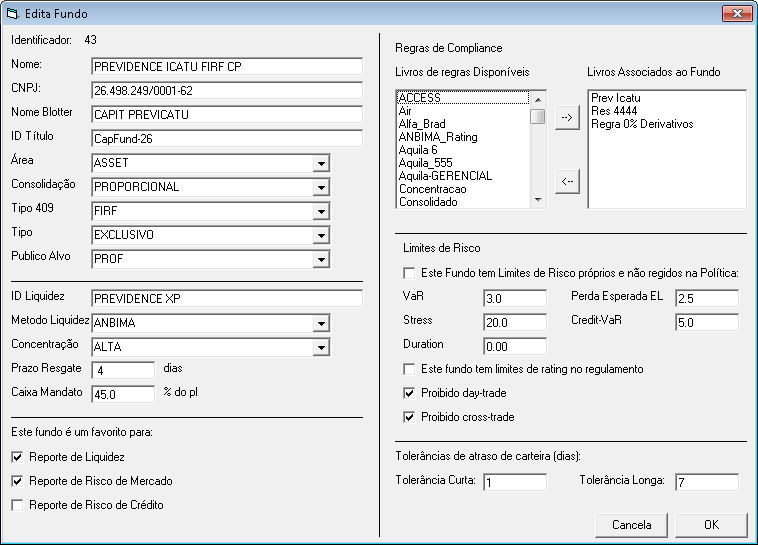 Edita Fundo
Identificador: 43
Nome: PREVIDENCE ICATU FIRF CP
CNPJ: 26.498.249/0001-62
Nome Blotter CAPIT PREVICATU
ID Título CapFund-26
Área ASSET
Consolidação PROPORCIONAL
Tipo 409 FIRF
Tipo EXCLUSIVO
Publico Alvo PROF
ID Liquidez PREVIDENCE XP
Metodo Liquidez ANBIMA
Concentração ALTA
Prazo Resgate 4 dias
Caixa Mandato 45.0 % do pl
Este fundo é um favorito para:
Reporte de Liquidez
Reporte de Risco de Mercado
Reporte de Risco de Crédito
Regras de Compliance
Livros de regras Disponíveis
ACCESS
Air
Alfa_Brad
ANBIMA_Rating
Aquila 6
Aquila_555
Aquila-GERENCIAL
Concentracao
Consolidado
-->
<--
Livros Associados ao Fundo
Prev Icatu
Res 4444
Regra 0% Derivativos
Limites de Risco
Este Fundo tem Limites de Risco próprios e não regidos na Política:
VaR 3.0 Perda Esperada EL 2.5
Stress 20.0 Credit-VaR 5.0
Duration 0.00
Este fundo tem limites de rating no regulamento
Proibido day-trade
Proibido cross-trade
Tolerâncias de atraso de carteira (dias):
Tolerância Curta: 1 Tolerância Longa: 7
Cancela OK